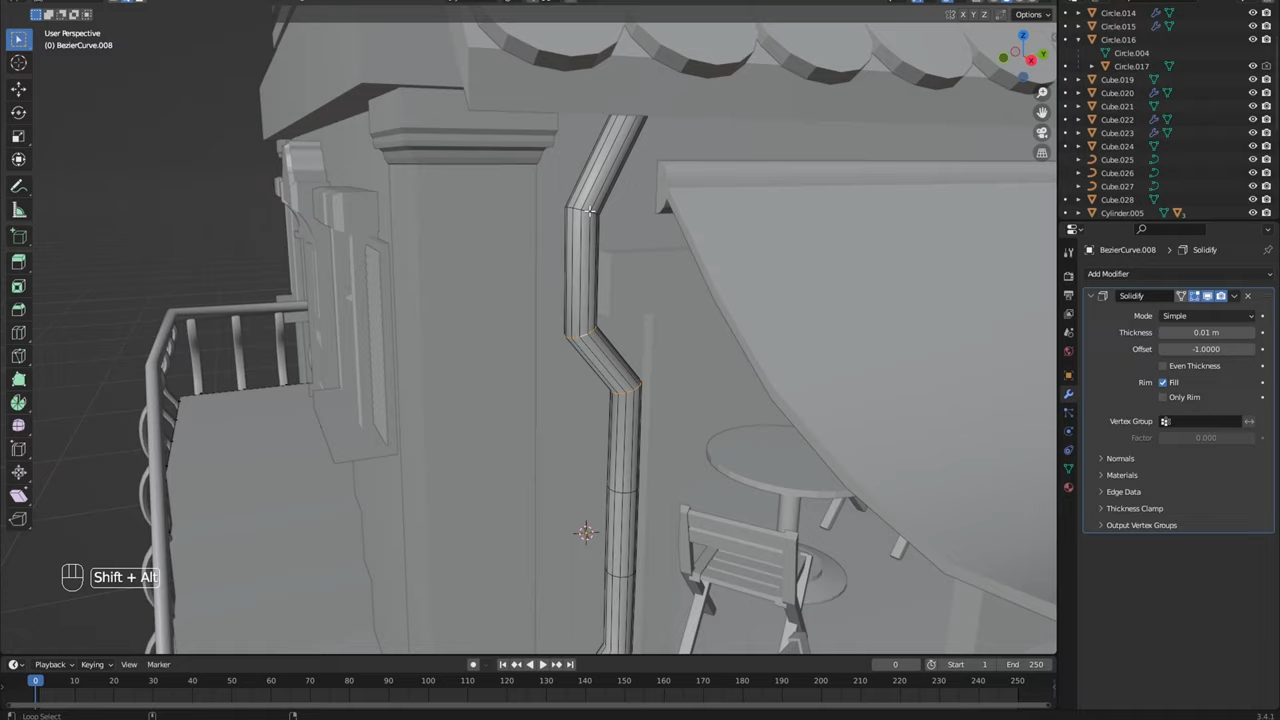 User Perspective
(0) BezierCurve.008
X Y Z
Options
Z
Y
X
Circle.014
Circle.015
Circle.016
Circle.004
Circle.017
Cube.019
Cube.020
Cube.021
Cube.022
Cube.023
Cube.024
Cube.025
Cube.026
Cube.027
Cube.028
Cylinder.005
3
BezierCurve.008 > Solidify
Add Modifier
Solidify
Mode Simple
Thickness 0.01 m
Offset -1.0000
Even Thickness
Rim Fill
Only Rim
Vertex Group
Factor 0.000
Normals
Materials
Edge Data
Thickness Clamp
Output Vertex Groups
Shift + Alt
Playback Keying View Marker
0 Start 1 End 250
0 10 20 30 40 50 60 70 80 90 100 110 120 130 140 150 160 170 180 190 200 210 220 230 240 250
Loop Select
3.4.1